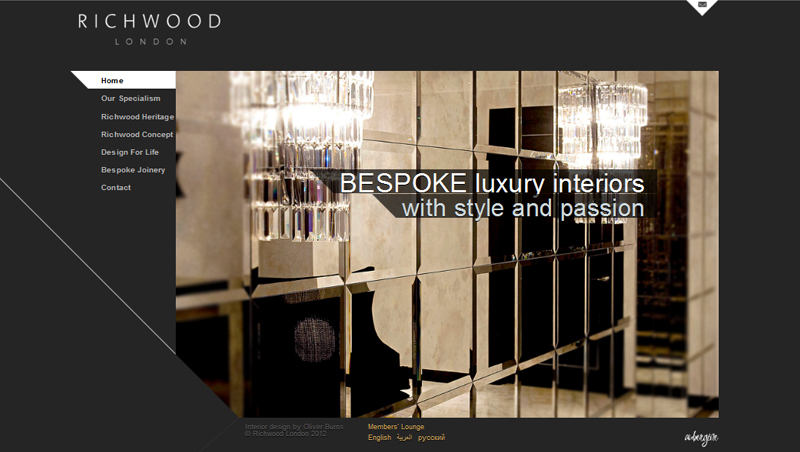 RICHWOOD
LONDON
Home
Our Specialism
Richwood Heritage
Richwood Concept
Design For Life
Bespoke Joinery
Contact
BESPOKE luxury interiors
with style and passion
Interior design by Oliver Burns
© Richwood London 2012
Members' Lounge
English العربية русский